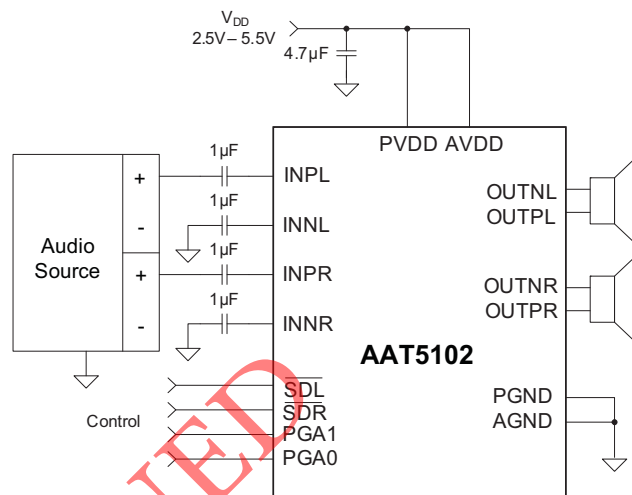 VDD
2.5V – 5.5V
4.7µF
PVDD AVDD
1µF
+
INPL
1µF
-
INNL
Audio
Source
1µF
+
INPR
1µF
-
INNR
OUTNL
OUTPL
OUTNR
OUTPR
AAT5102
Control
SDL
SDR
PGA1
PGA0
PGND
AGND
NED